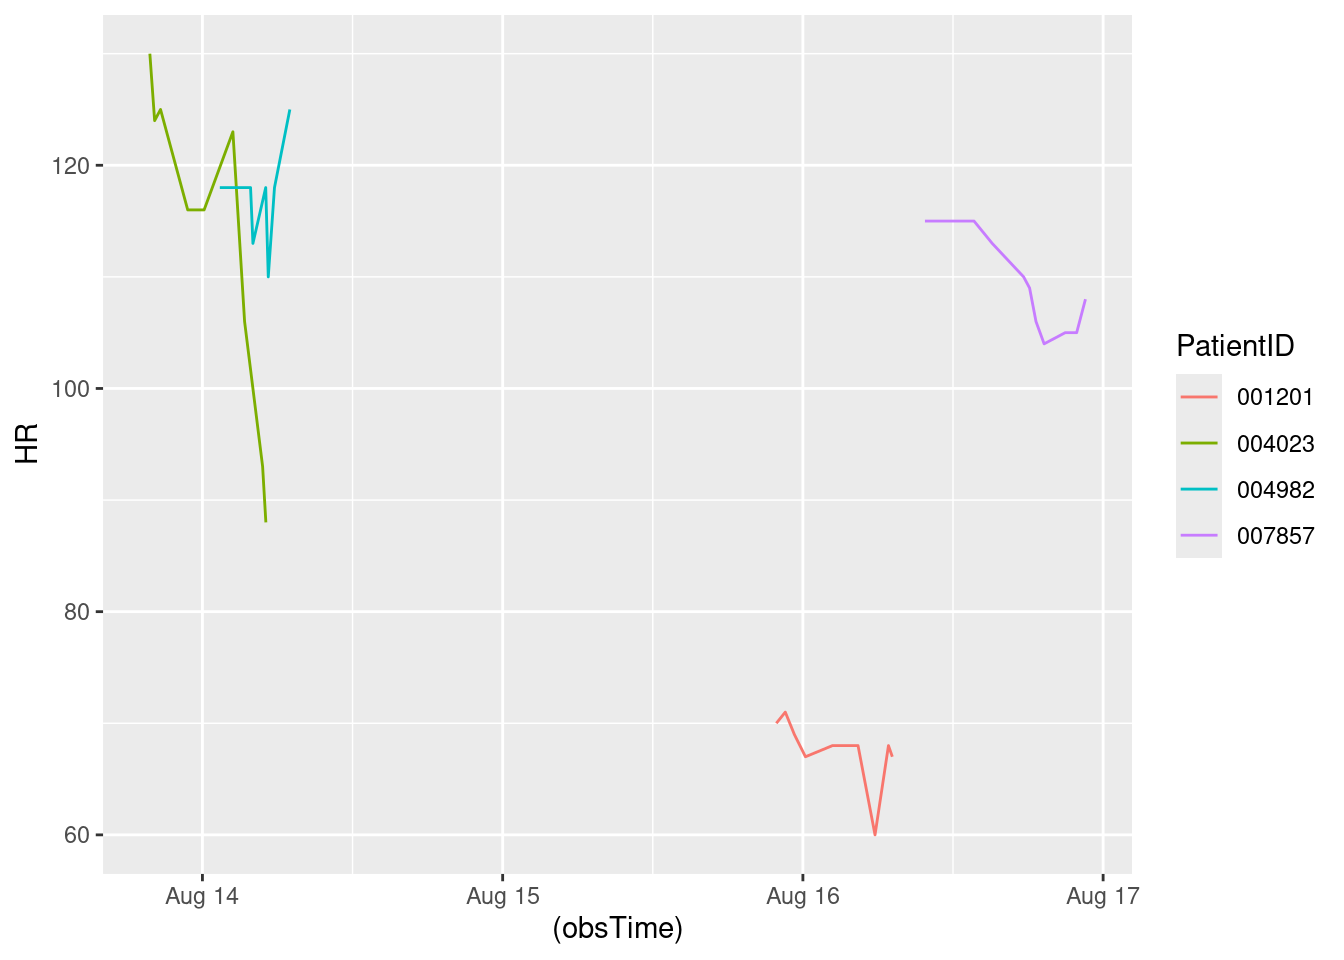 120
100
80
60
HR
Aug 14
Aug 15
Aug 16
Aug 17
(obsTime)
PatientID
001201
004023
004982
007857